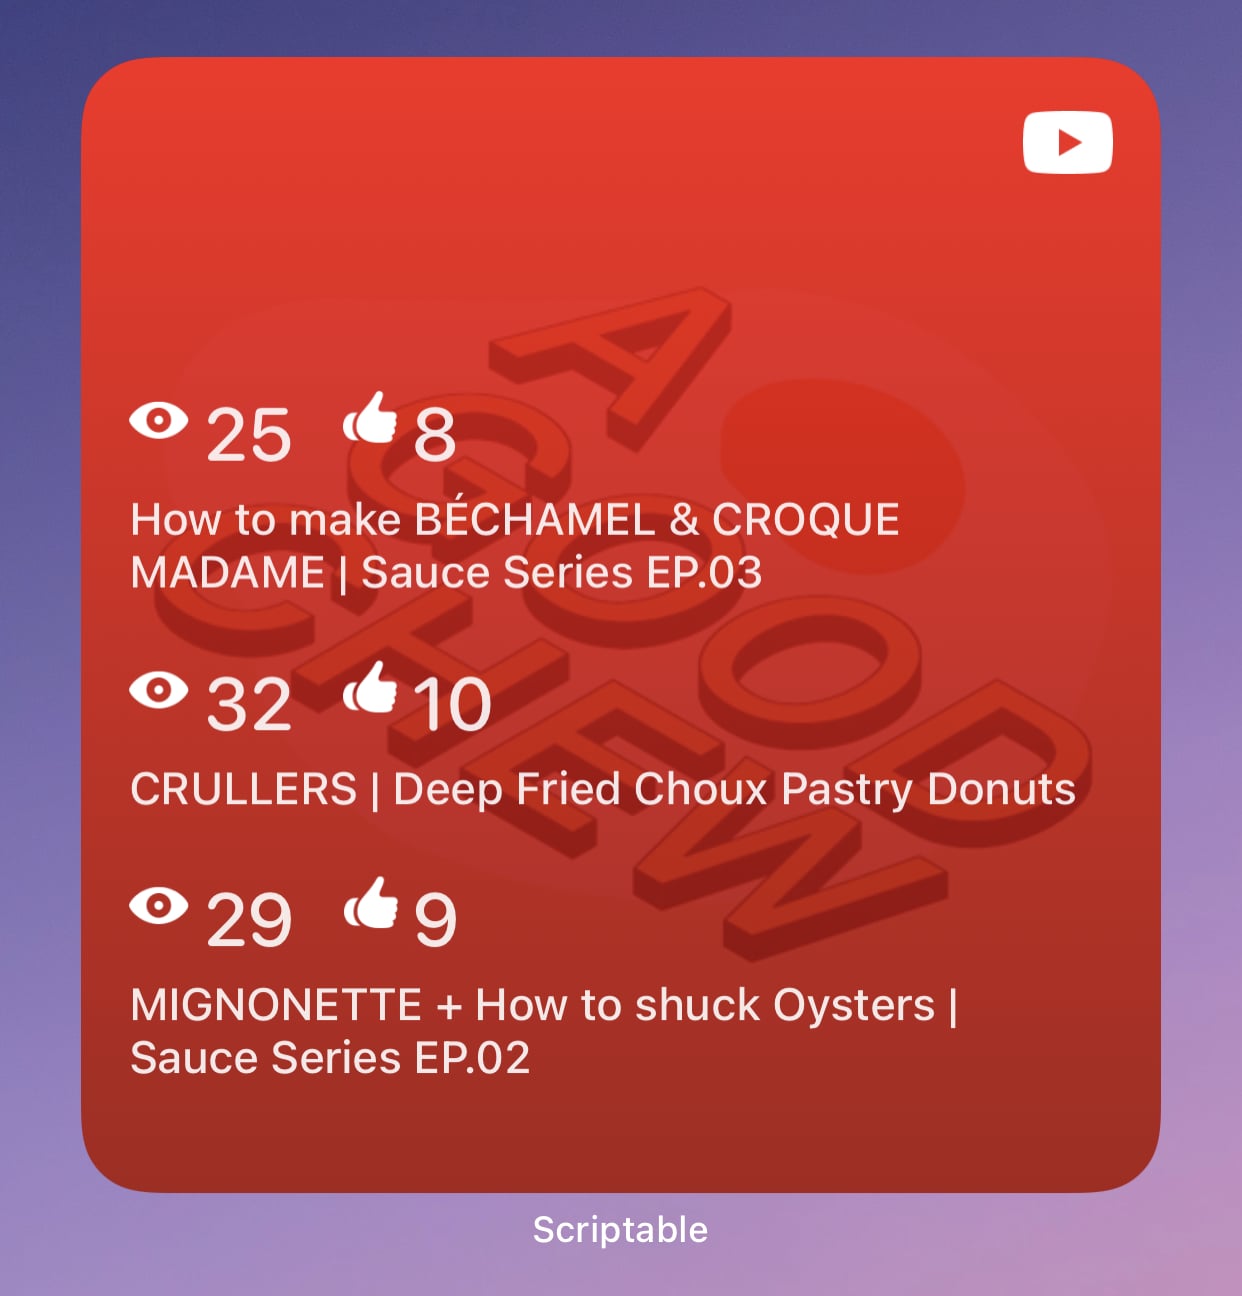 A
GOOD
CHEW
25 8
How to make BÉCHAMEL & CROQUE
MADAME | Sauce Series EP.03
32 10
CRULLERS | Deep Fried Choux Pastry Donuts
29 9
MIGNONETTE + How to shuck Oysters |
Sauce Series EP.02
Scriptable